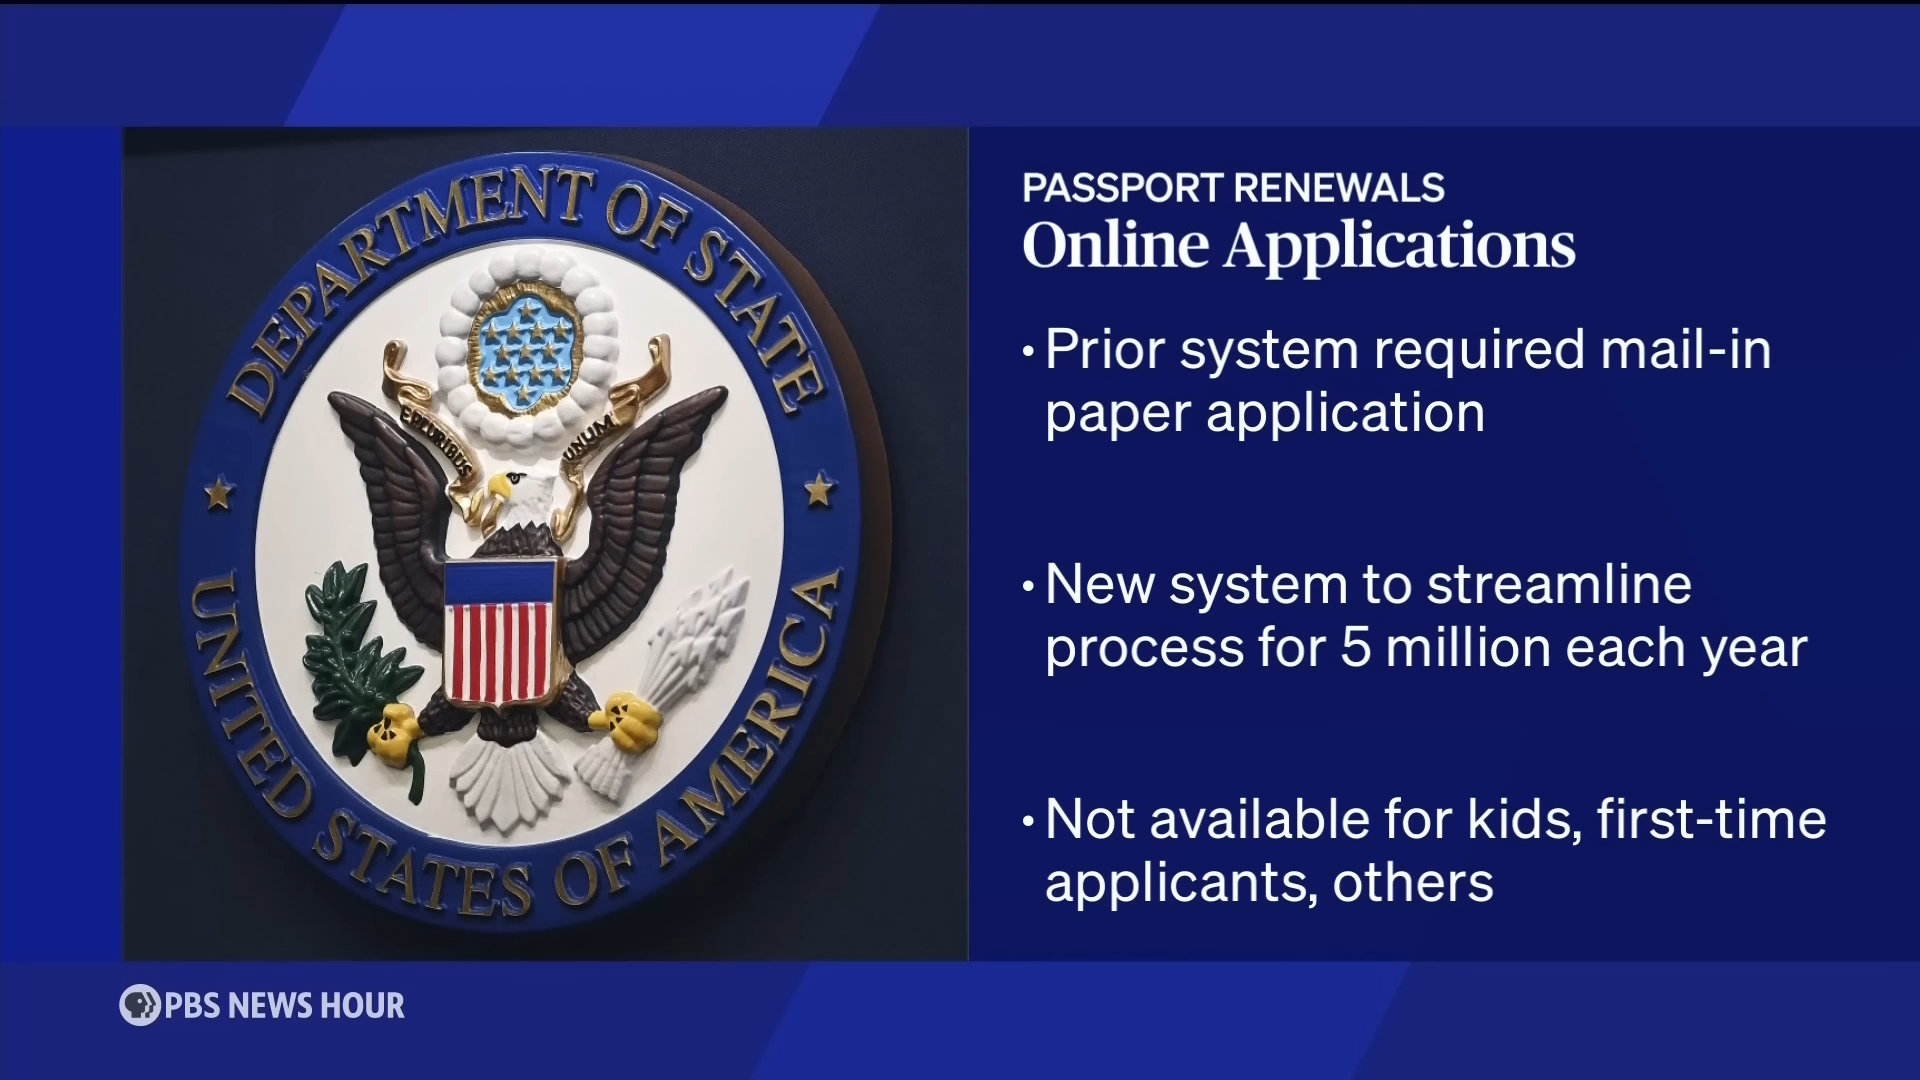 DEPARTMENT OF STATE
UNITED STATES OF AMERICA
E PLURIBUS UNUM
PASSPORT RENEWALS
Online Applications
• Prior system required mail-in
paper application
• New system to streamline
process for 5 million each year
• Not available for kids, first-time
applicants, others
PBS NEWS HOUR